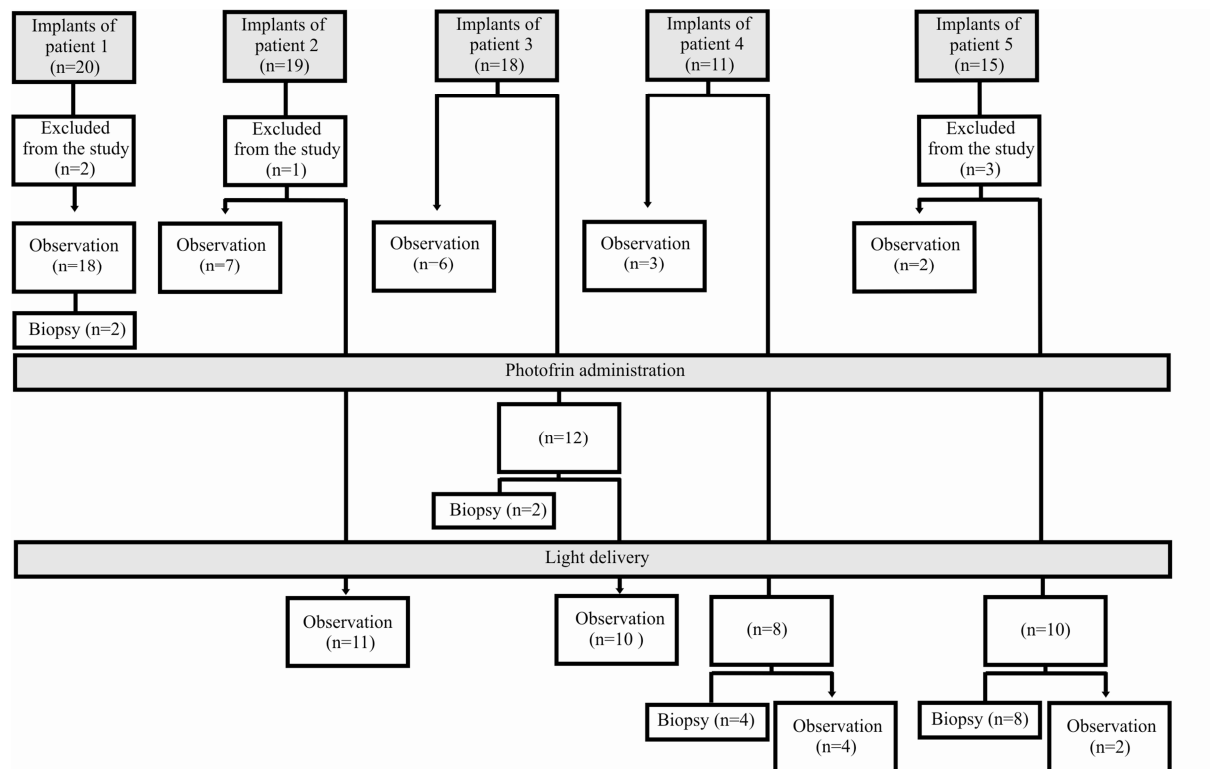 Implants of
patient 1
(n=20)
Implants of
patient 2
(n=19)
Implants of
patient 3
(n=18)
Implants of
patient 4
(n=11)
Implants of
patient 5
(n=15)
Excluded
from the study
(n=2)
Excluded
from the study
(n=1)
Excluded
from the study
(n=3)
Observation
(n=18)
Observation
(n=7)
Observation
(n−6)
Observation
(n=3)
Observation
(n=2)
Biopsy (n=2)
Photofrin administration
(n=12)
Biopsy (n=2)
Light delivery
Observation
(n=11)
Observation
(n=10 )
(n=8)
(n=10)
Biopsy (n=4)
Observation
(n=4)
Biopsy (n=8)
Observation
(n=2)